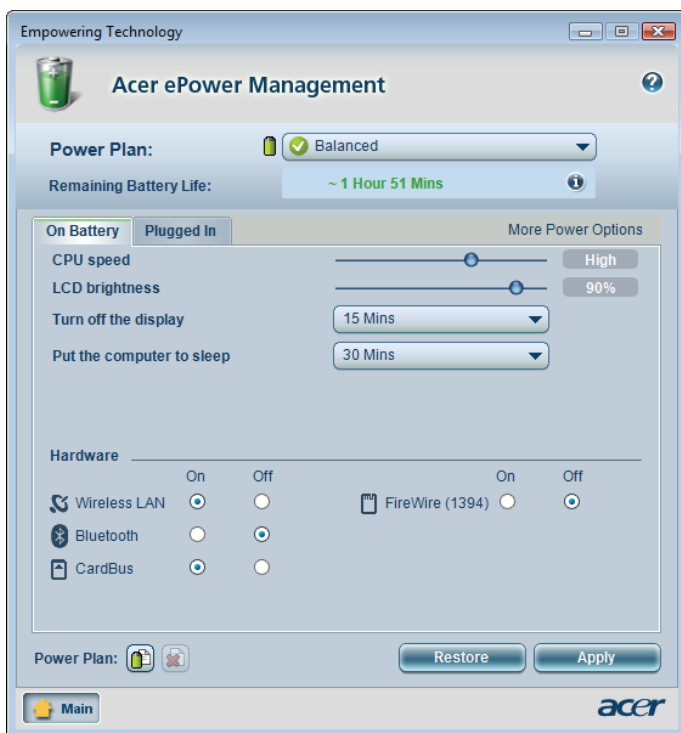 Empowering Technology
Acer ePower Management
Power Plan: Balanced
Remaining Battery Life: ~ 1 Hour 51 Mins
On Battery Plugged In More Power Options
CPU speed High
LCD brightness 90%
Turn off the display 15 Mins
Put the computer to sleep 30 Mins
Hardware
On Off On Off
Wireless LAN FireWire (1394)
Bluetooth
CardBus
Power Plan: Restore Apply
Main acer